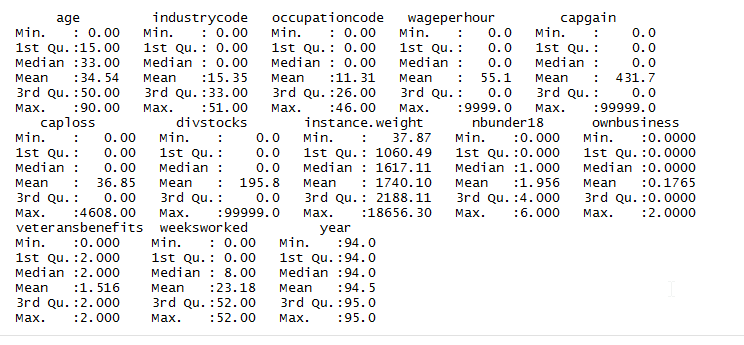 age         industrycode   occupationcode   wageperhour        capgain
 Min.   : 0.00   Min.   : 0.00   Min.   : 0.00   Min.   :   0.0   Min.   :    0.0
 1st Qu.:15.00   1st Qu.: 0.00   1st Qu.: 0.00   1st Qu.:   0.0   1st Qu.:    0.0
 Median :33.00   Median : 0.00   Median : 0.00   Median :   0.0   Median :    0.0
 Mean   :34.54   Mean   :15.35   Mean   :11.31   Mean   :  55.1   Mean   :  431.7
 3rd Qu.:50.00   3rd Qu.:33.00   3rd Qu.:26.00   3rd Qu.:   0.0   3rd Qu.:    0.0
 Max.   :90.00   Max.   :51.00   Max.   :46.00   Max.   :9999.0   Max.   :99999.0
    caploss          divstocks       instance.weight      nbunder18      ownbusiness
 Min.   :   0.00   Min.   :    0.0   Min.   :   37.87   Min.   :0.000   Min.   :0.0000
 1st Qu.:   0.00   1st Qu.:    0.0   1st Qu.: 1060.49   1st Qu.:0.000   1st Qu.:0.0000
 Median :   0.00   Median :    0.0   Median : 1617.11   Median :1.000   Median :0.0000
 Mean   :  36.85   Mean   :  195.8   Mean   : 1740.10   Mean   :1.956   Mean   :0.1765
 3rd Qu.:   0.00   3rd Qu.:    0.0   3rd Qu.: 2188.11   3rd Qu.:4.000   3rd Qu.:0.0000
 Max.   :4608.00   Max.   :99999.0   Max.   :18656.30   Max.   :6.000   Max.   :2.0000
 veteransbenefits  weeksworked         year
 Min.   :0.000    Min.   : 0.00   Min.   :94.0
 1st Qu.:2.000    1st Qu.: 0.00   1st Qu.:94.0
 Median :2.000    Median : 8.00   Median :94.0
 Mean   :1.516    Mean   :23.18   Mean   :94.5
 3rd Qu.:2.000    3rd Qu.:52.00   3rd Qu.:95.0
 Max.   :2.000    Max.   :52.00   Max.   :95.0